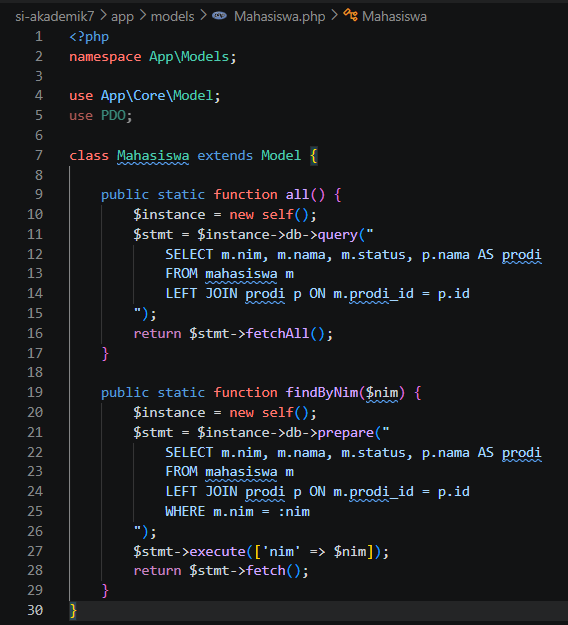 si-akademik7 > app > models > Mahasiswa.php > Mahasiswa
1 <?php
2 namespace App\Models;
3
4 use App\Core\Model;
5 use PDO;
6
7 class Mahasiswa extends Model {
8
9 public static function all() {
10 $instance = new self();
11 $stmt = $instance->db->query("
12 SELECT m.nim, m.nama, m.status, p.nama AS prodi
13 FROM mahasiswa m
14 LEFT JOIN prodi p ON m.prodi_id = p.id
15 ");
16 return $stmt->fetchAll();
17 }
18
19 public static function findByNim($nim) {
20 $instance = new self();
21 $stmt = $instance->db->prepare("
22 SELECT m.nim, m.nama, m.status, p.nama AS prodi
23 FROM mahasiswa m
24 LEFT JOIN prodi p ON m.prodi_id = p.id
25 WHERE m.nim = :nim
26 ");
27 $stmt->execute(['nim' => $nim]);
28 return $stmt->fetch();
29 }
30 }